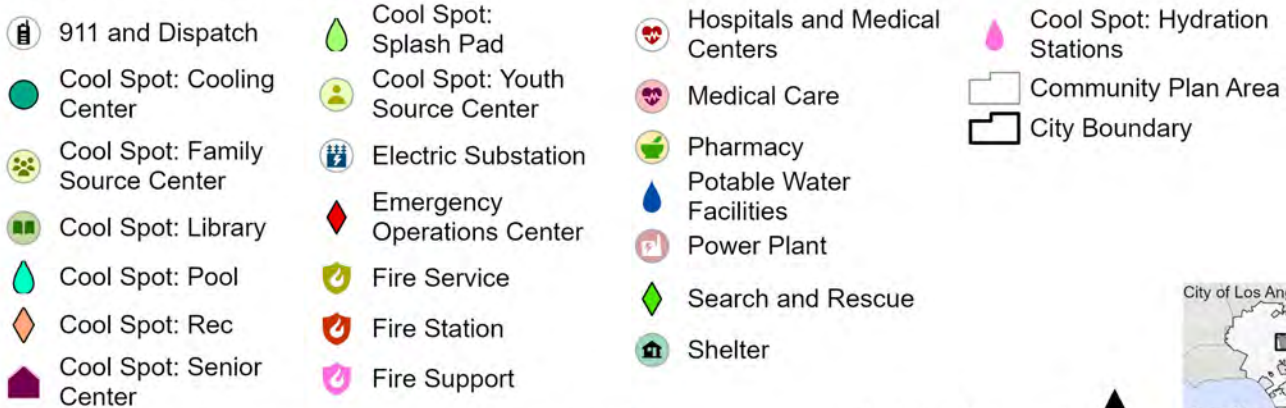 911 and Dispatch
Cool Spot: Cooling
Center
Cool Spot: Family
Source Center
Cool Spot: Library
Cool Spot: Pool
Cool Spot: Rec
Cool Spot: Senior
Center
Cool Spot:
Splash Pad
Cool Spot: Youth
Source Center
Electric Substation
Emergency
Operations Center
Fire Service
Fire Station
Fire Support
Hospitals and Medical
Centers
Medical Care
Pharmacy
Potable Water
Facilities
Power Plant
Search and Rescue
Shelter
Cool Spot: Hydration
Stations
Community Plan Area
City Boundary
City of Los An